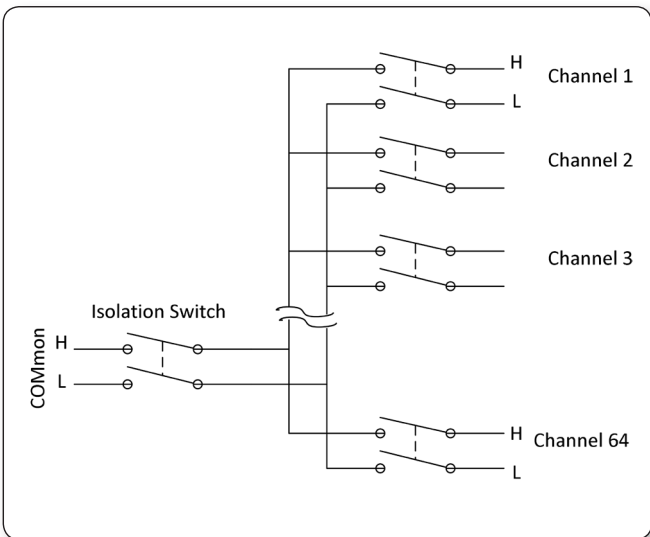 H
Channel 1
L
Channel 2
Channel 3
Isolation Switch
COMmon
H
L
H
Channel 64
L